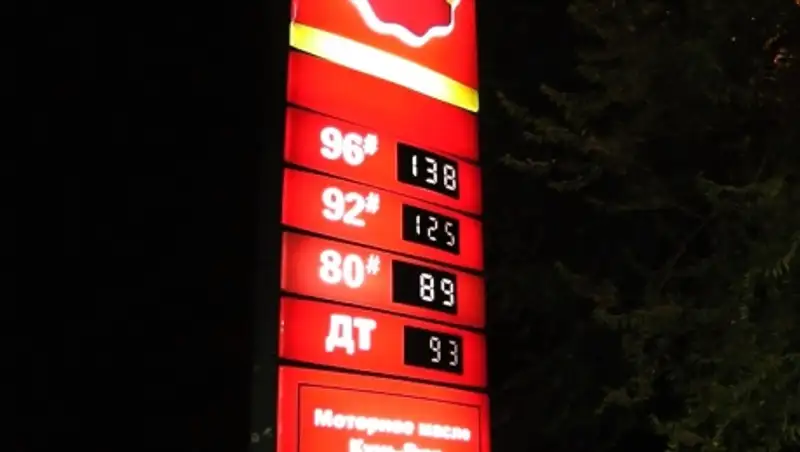 96# 138
92# 125
80# 89
ДТ 93
Моторное масло